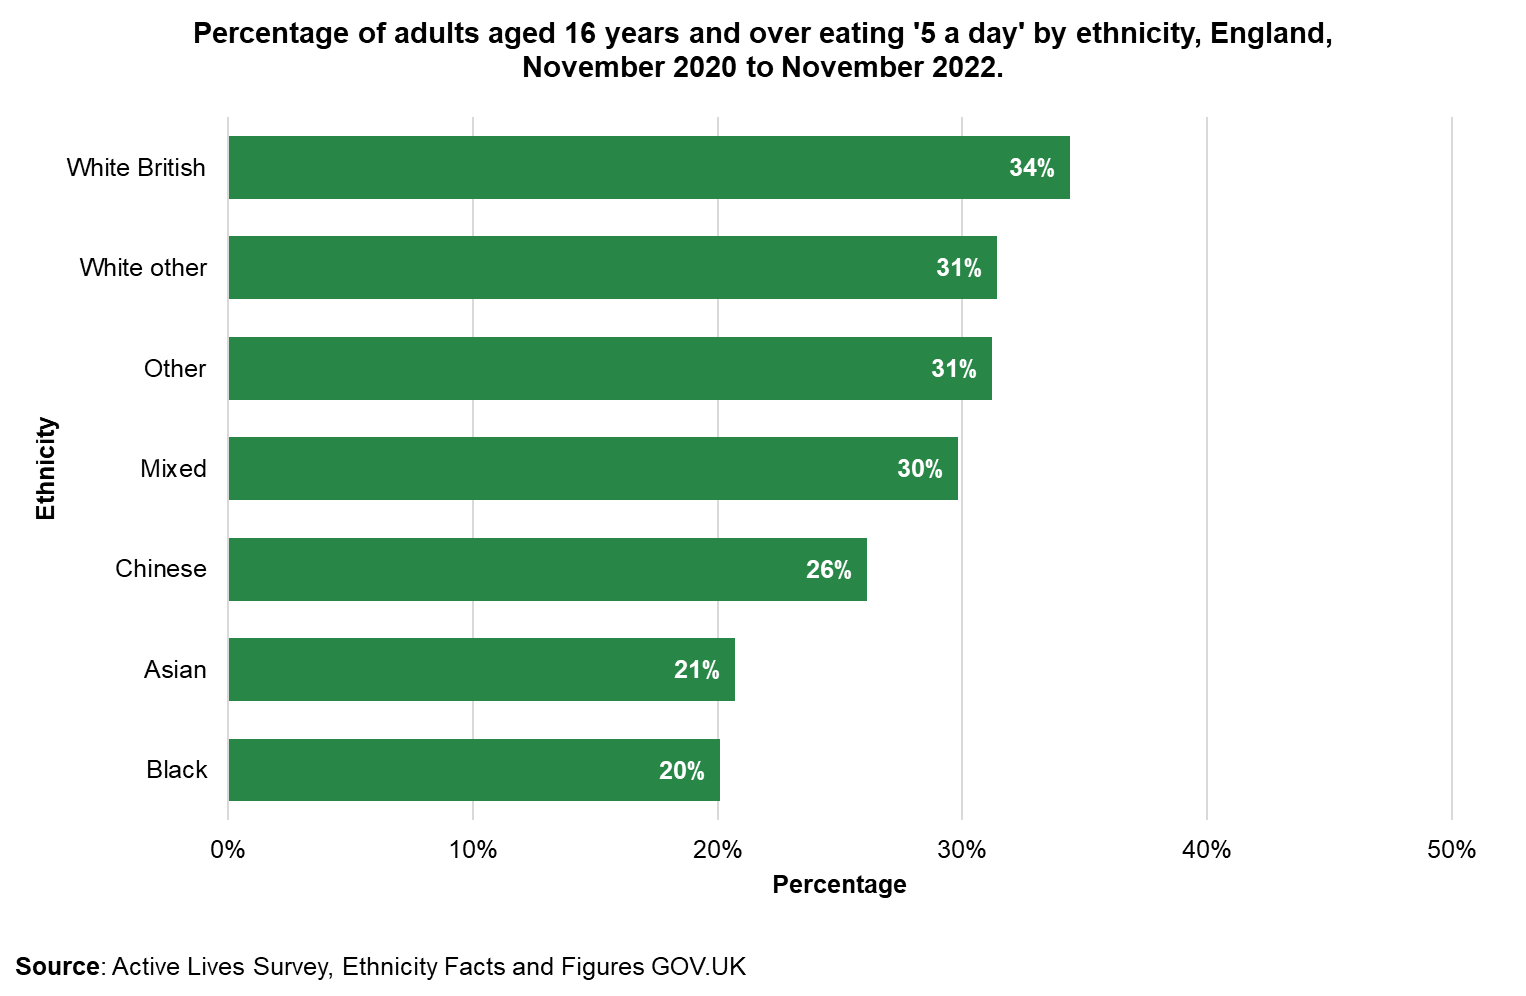 Percentage of adults aged 16 years and over eating '5 a day' by ethnicity, England,
November 2020 to November 2022.
Ethnicity
White British
34%
White other
31%
Other
31%
Mixed
30%
Chinese
26%
Asian
21%
Black
20%
0% 10% 20% 30% 40% 50%
Percentage
Source: Active Lives Survey, Ethnicity Facts and Figures GOV.UK